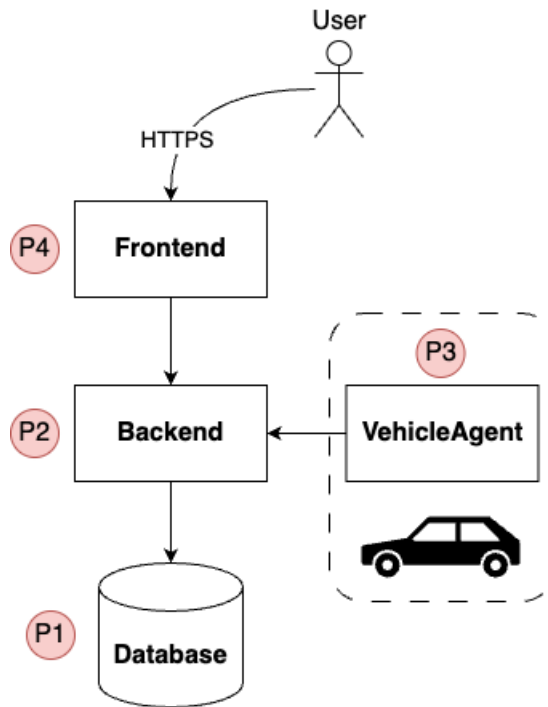 User
HTTPS
P4
Frontend
P3
P2
Backend
VehicleAgent
P1
Database